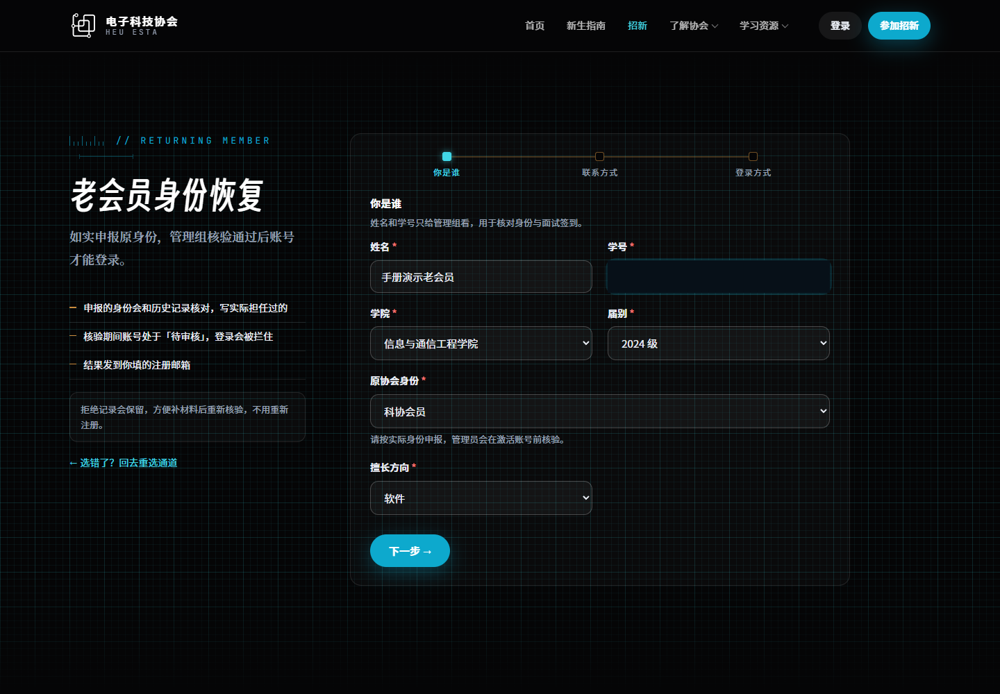 电子科技协会
HEU ESTA
首页
新生指南
招新
了解协会
学习资源
登录
参加招新
// RETURNING MEMBER
老会员身份恢复
如实申报原身份，管理组核验通过后账号
才能登录。
申报的身份会和历史记录核对，写实际担任过的
核验期间账号处于「待审核」，登录会被拦住
结果发到你填的注册邮箱
拒绝记录会保留，方便补材料后重新核验，不用重新
注册。
← 选错了？回去重选通道
你是谁
联系方式
登录方式
你是谁
姓名和学号只给管理组看，用于核对身份与面试签到。
姓名 *
学号 *
手册演示老会员
学院 *
届别 *
信息与通信工程学院
2024 级
原协会身份 *
科协会员
请按实际身份申报，管理员会在激活账号前核验。
擅长方向 *
软件
下一步 →